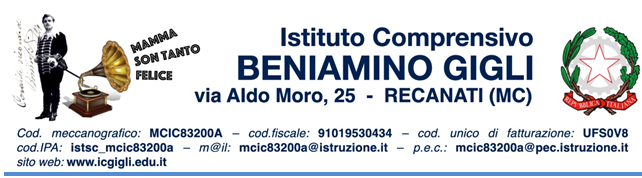 MAMMA
SON TANTO
FELICE
Istituto Comprensivo
BENIAMINO GIGLI
via Aldo Moro, 25 - RECANATI (MC)
REPVBBLICA ITALIANA
Cod. meccanografico: MCIC83200A – cod.fiscale: 91019530434 – cod. unico di fatturazione: UFS0V8
cod.IPA: istsc_mcic83200a – m@il: mcic83200a@istruzione.it – p.e.c.: mcic83200a@pec.istruzione.it
sito web: www.icgigli.edu.it